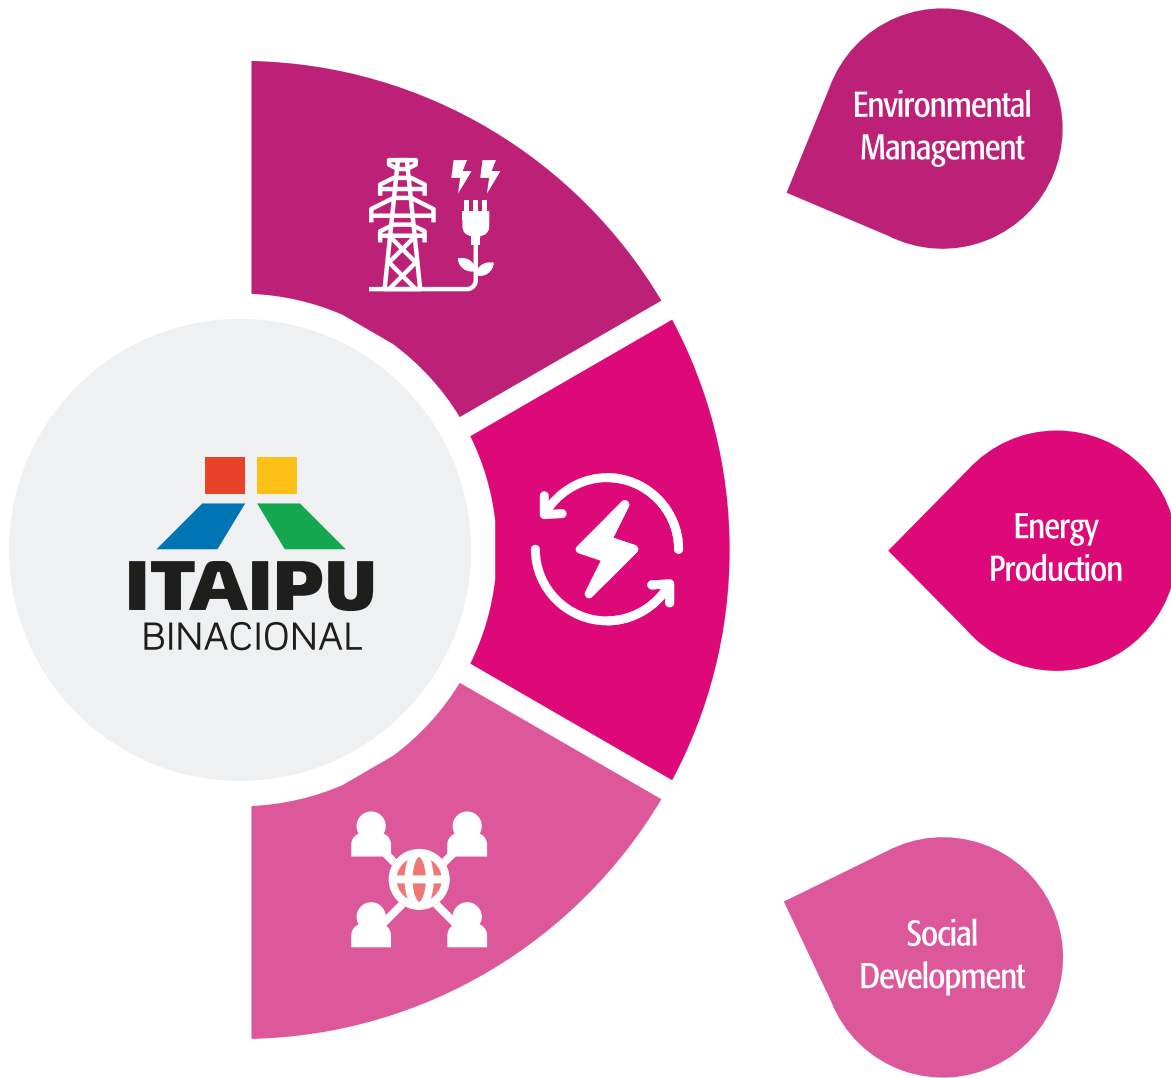 Environmental
Management
ITAIPU
BINACIONAL
Energy
Production
Social
Development